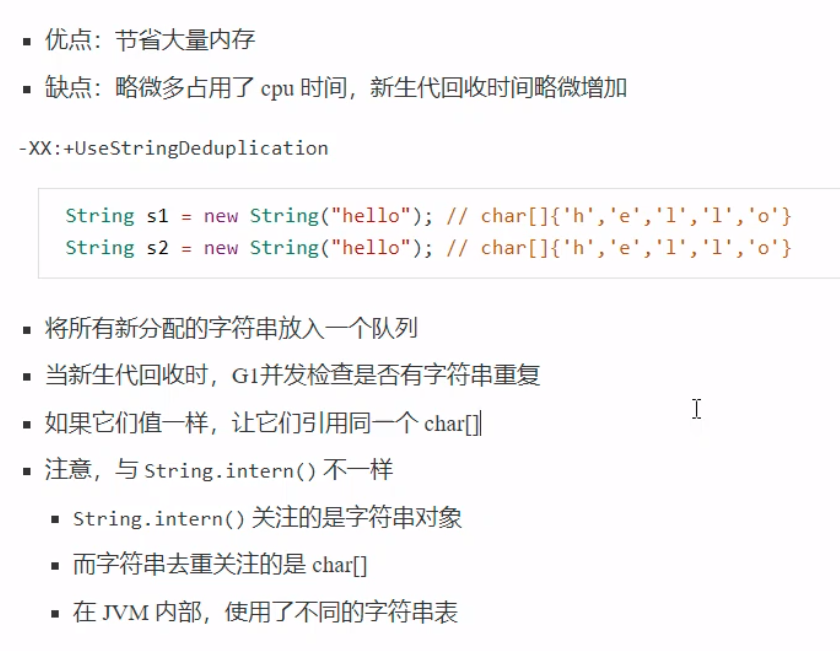 优点：节省大量内存
缺点：略微多占用了 cpu 时间，新生代回收时间略微增加
-XX:+UseStringDeduplication
String s1 = new String("hello"); // char[]{'h','e','l','l','o'}
String s2 = new String("hello"); // char[]{'h','e','l','l','o'}
将所有新分配的字符串放入一个队列
当新生代回收时，G1并发检查是否有字符串重复
如果它们值一样，让它们引用同一个 char[]
注意，与 String.intern() 不一样
String.intern() 关注的是字符串对象
而字符串去重关注的是 char[]
在 JVM 内部，使用了不同的字符串表